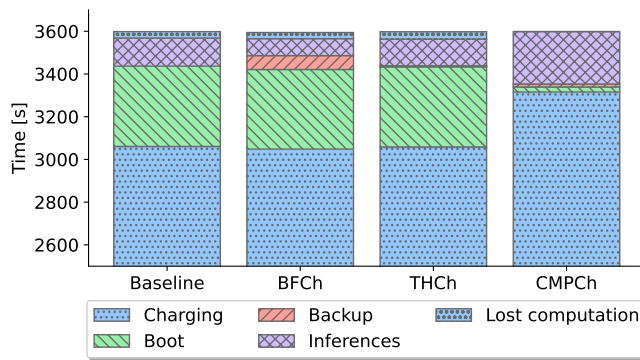 3600
3400
3200
3000
2800
2600
Time [s]
Baseline BFCh THCh CMPCh
Charging Backup Lost computation
Boot Inferences